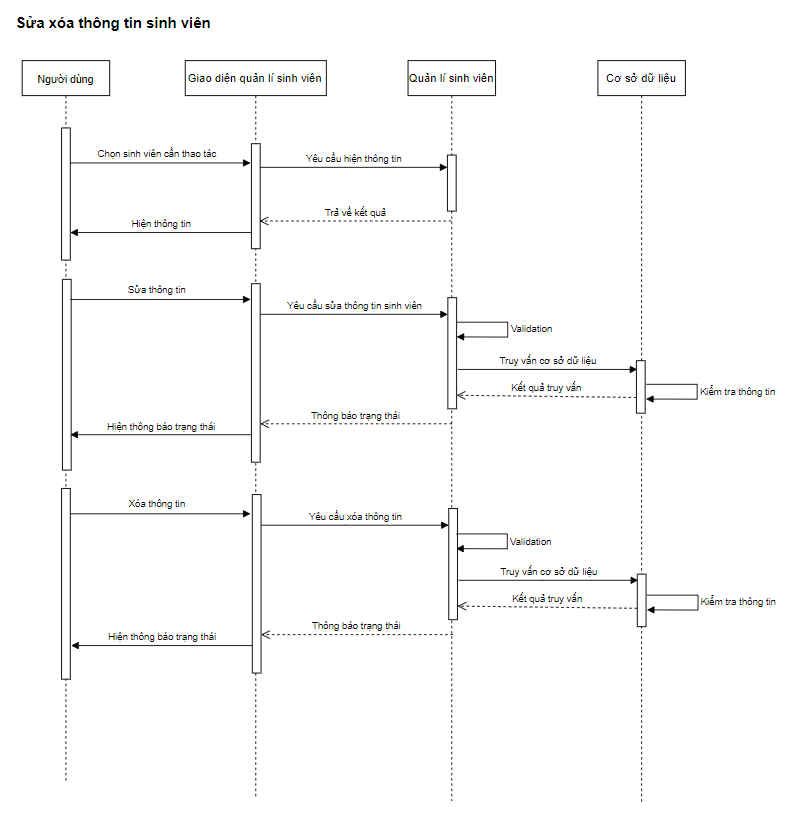 Sửa xóa thông tin sinh viên
Người dùng
Giao diện quản lí sinh viên
Quản lí sinh viên
Cơ sở dữ liệu
Chọn sinh viên cần thao tác
Yêu cầu hiện thông tin
Trả về kết quả
Hiện thông tin
Sửa thông tin
Yêu cầu sửa thông tin sinh viên
Validation
Truy vấn cơ sở dữ liệu
Kết quả truy vấn
Kiểm tra thông tin
Thông báo trạng thái
Hiện thông báo trạng thái
Xóa thông tin
Yêu cầu xóa thông tin
Validation
Truy vấn cơ sở dữ liệu
Kết quả truy vấn
Kiểm tra thông tin
Thông báo trạng thái
Hiện thông báo trạng thái